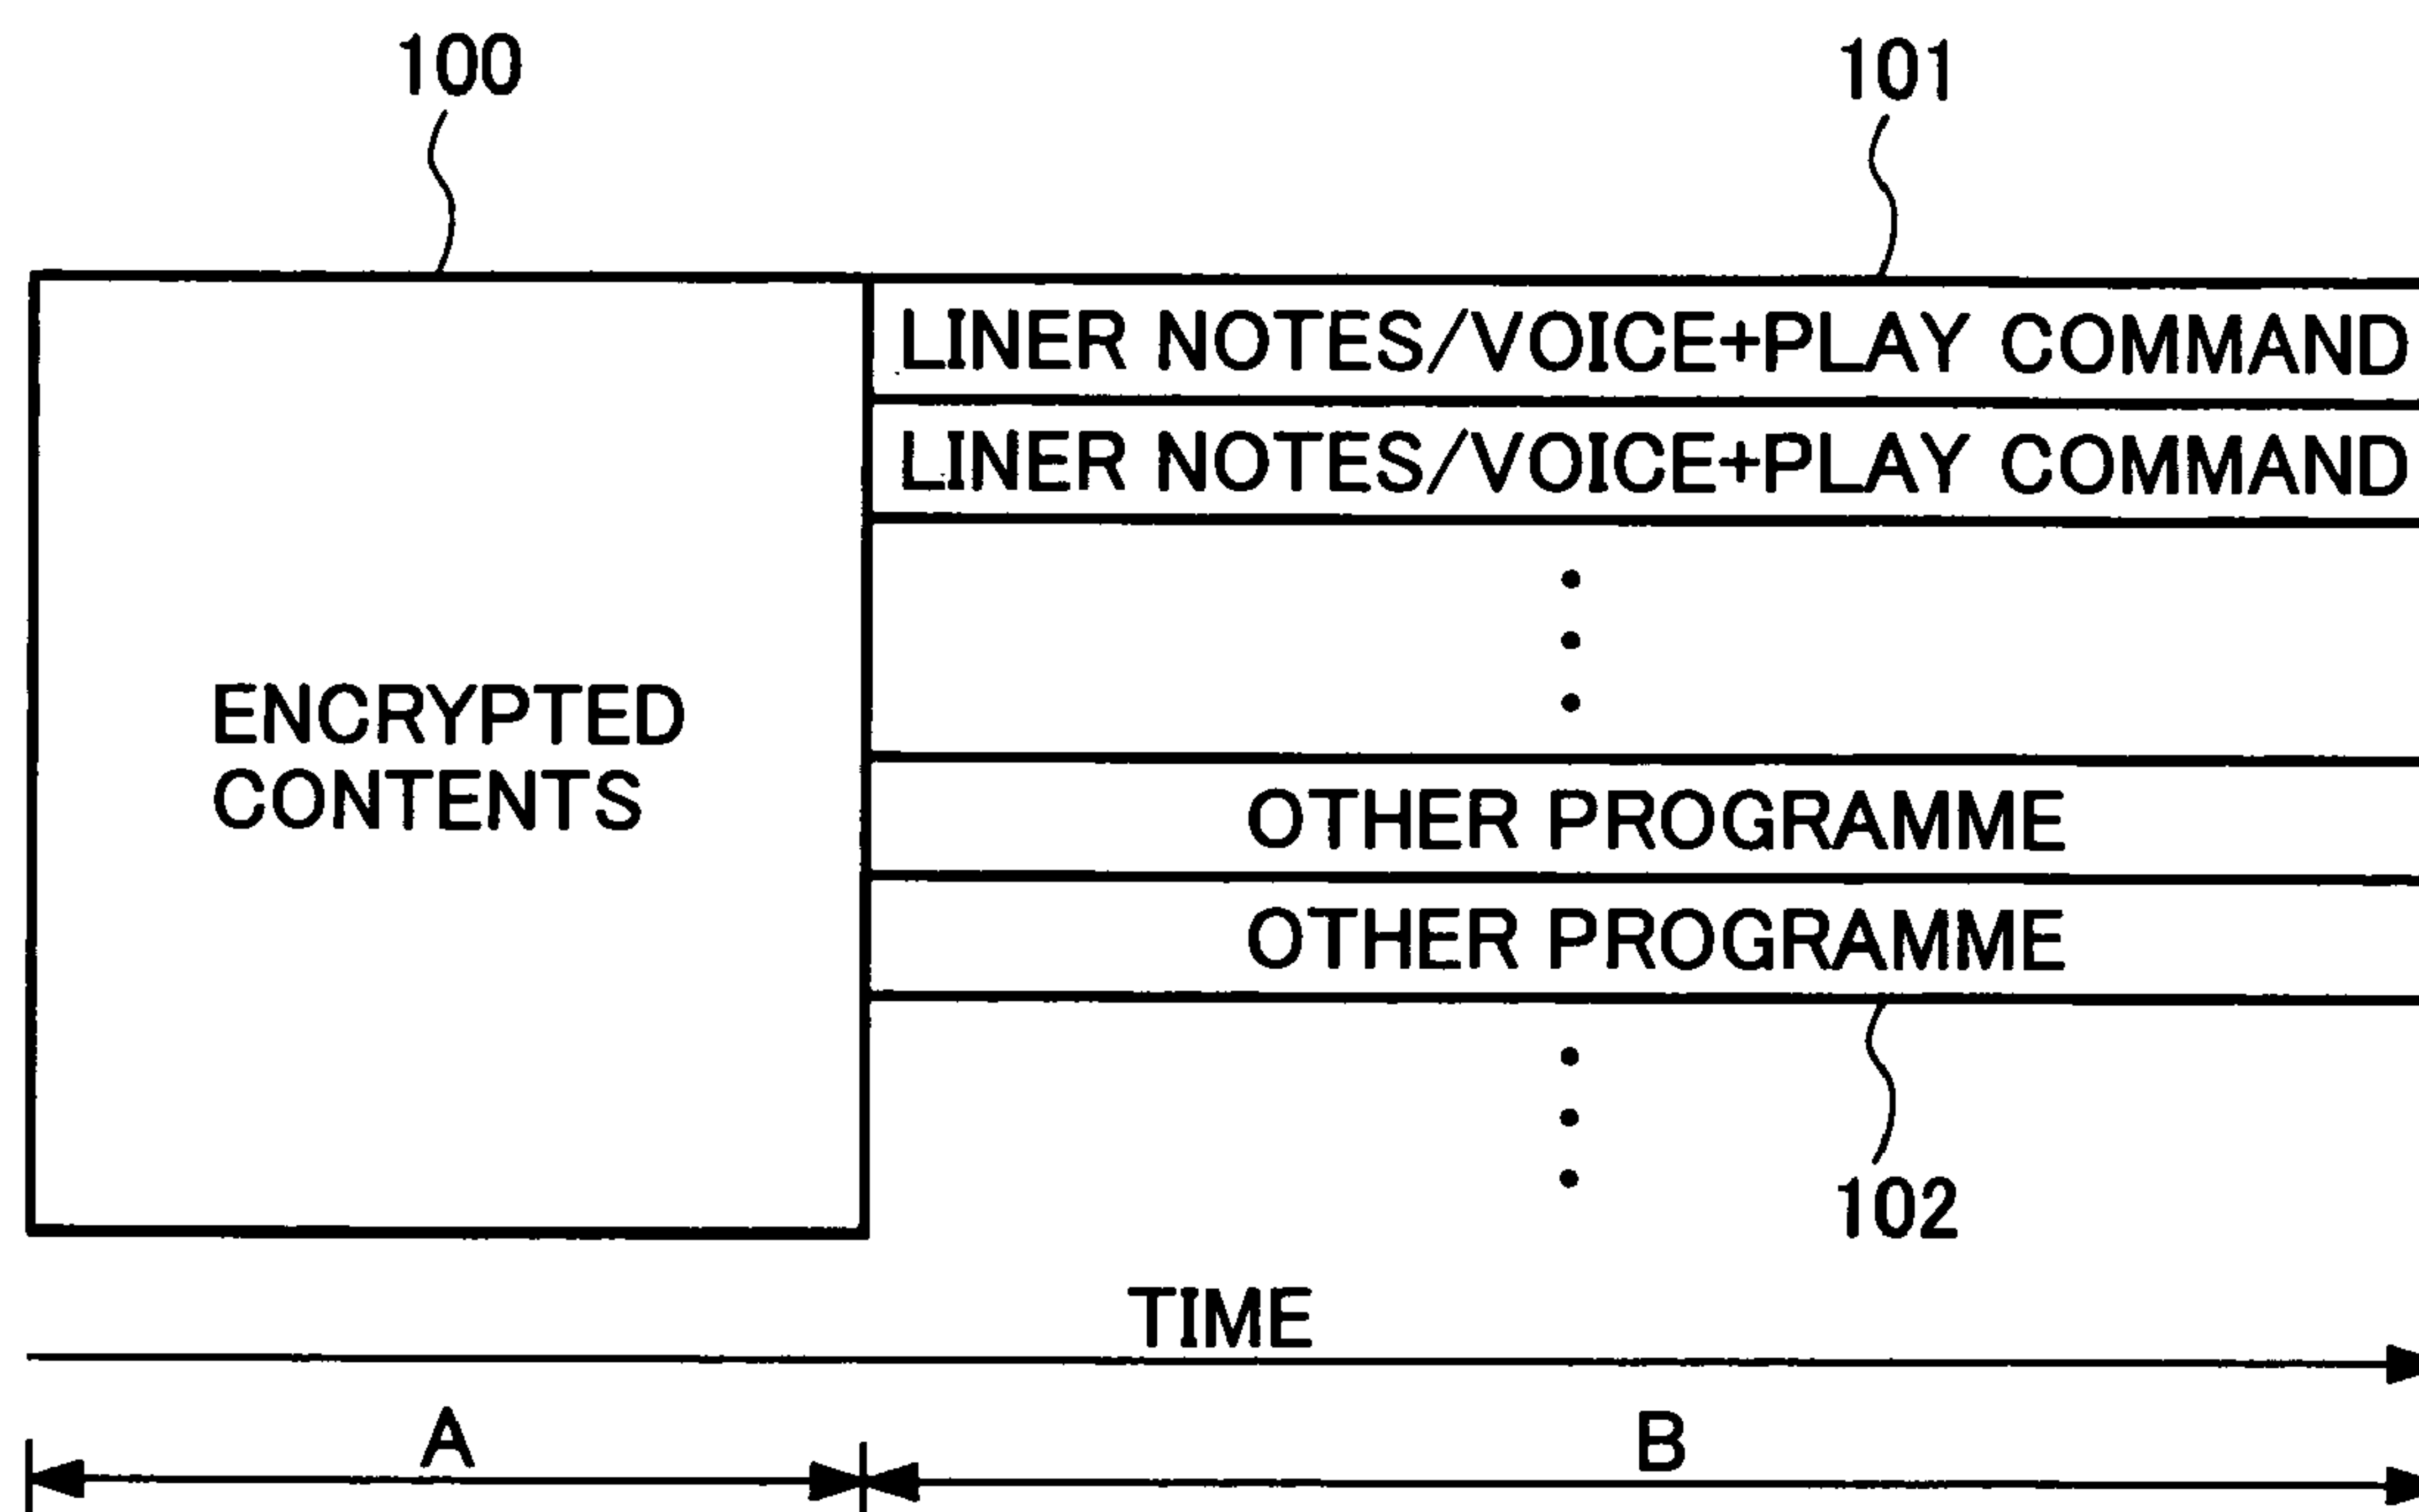 100
101
LINER NOTES/VOICE+PLAY COMMAND
LINER NOTES/VOICE+PLAY COMMAND
ENCRYPTED
CONTENTS
OTHER PROGRAMME
OTHER PROGRAMME
102
TIME
A
B